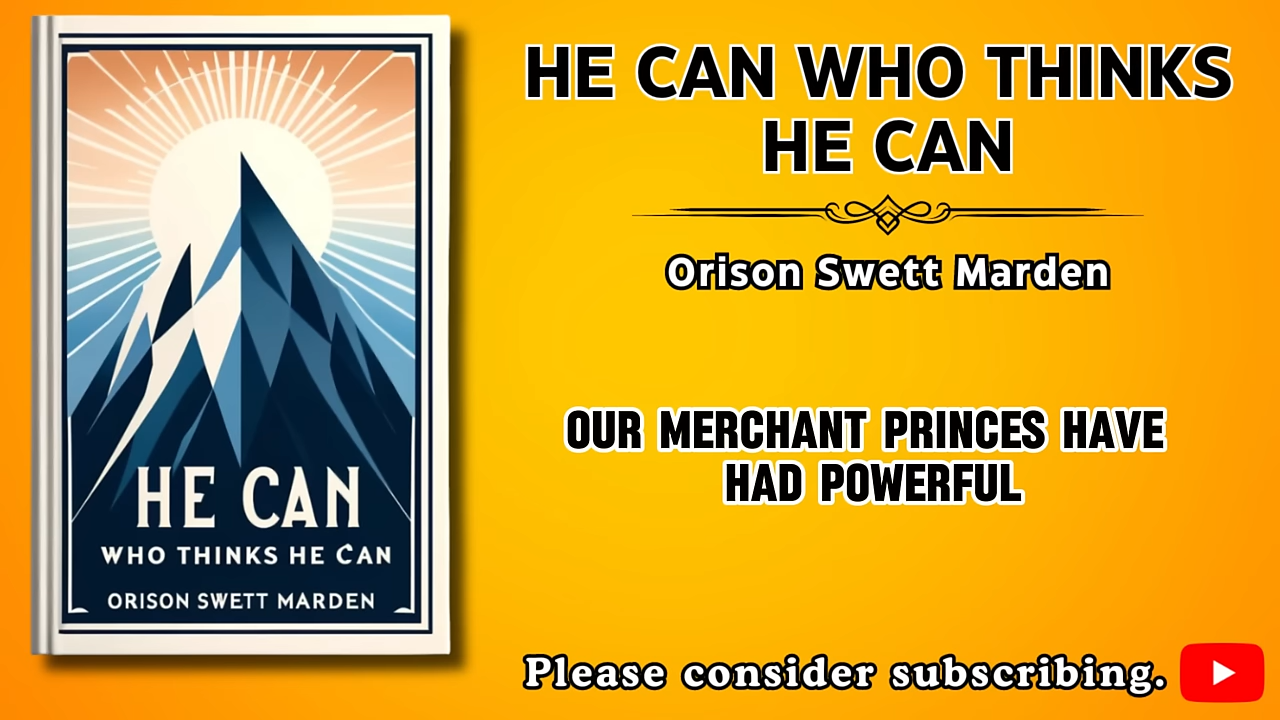 HE CAN
WHO THINKS HE CAN
ORISON SWETT MARDEN
HE CAN WHO THINKS
HE CAN
Orison Swett Marden
OUR MERCHANT PRINCES HAVE
HAD POWERFUL
Please consider subscribing.